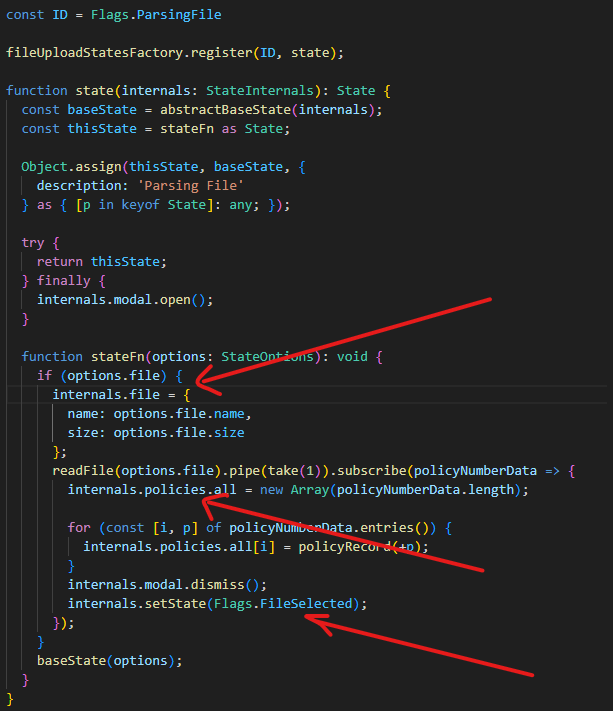 const ID = Flags.ParsingFile
fileUploadStatesFactory.register(ID, state);
function state(internals: StateInternals): State {
const baseState = abstractBaseState(internals);
const thisState = stateFn as State;
Object.assign(thisState, baseState, {
description: 'Parsing File'
} as { [p in keyof State]: any; });
try {
return thisState;
} finally {
internals.modal.open();
}
function stateFn(options: StateOptions): void {
if (options.file) {
internals.file = {
name: options.file.name,
size: options.file.size
};
readFile(options.file).pipe(take(1)).subscribe(policyNumberData => {
internals.policies.all = new Array(policyNumberData.length);
for (const [i, p] of policyNumberData.entries()) {
internals.policies.all[i] = policyRecord(+p);
}
internals.modal.dismiss();
internals.setState(Flags.FileSelected);
});
}
baseState(options);
}
}